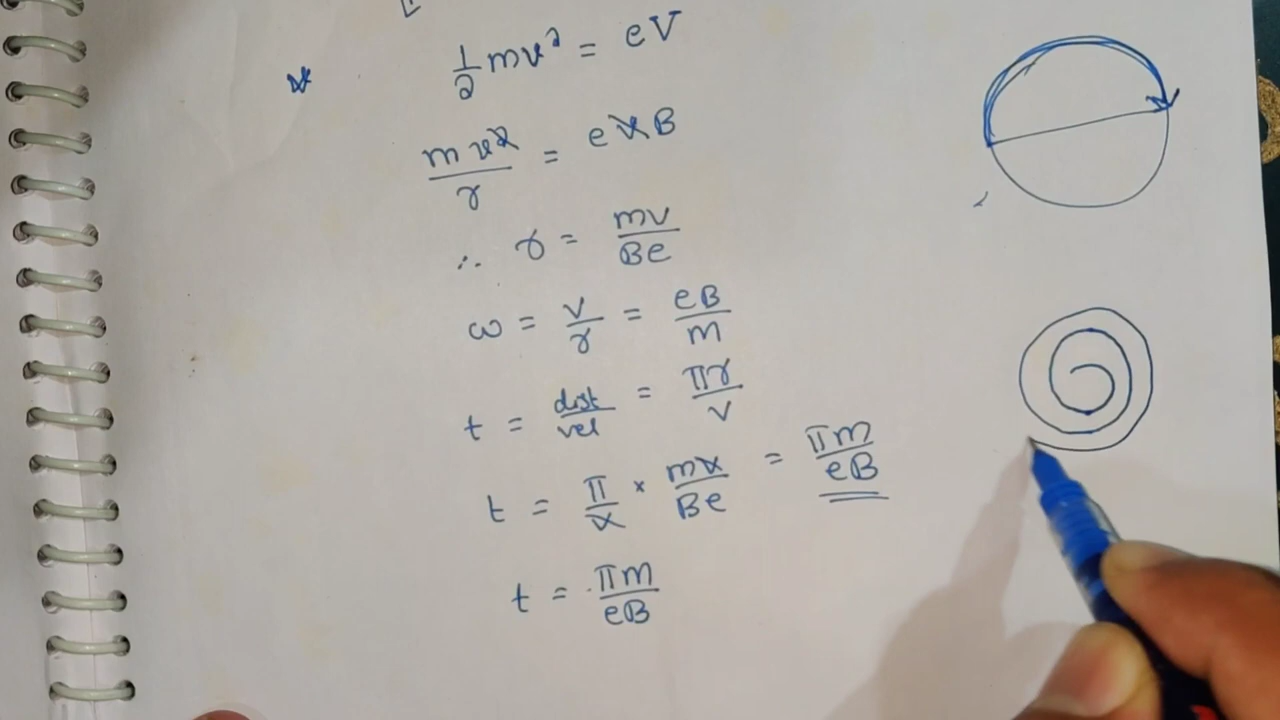 ½mv² = eV
mv²/r = evB
∴ r = mv/Be
ω = v/r = eB/m
t = dist/vel = πr/v
t = π/v × mv/Be = πm/eB
t = πm/eB